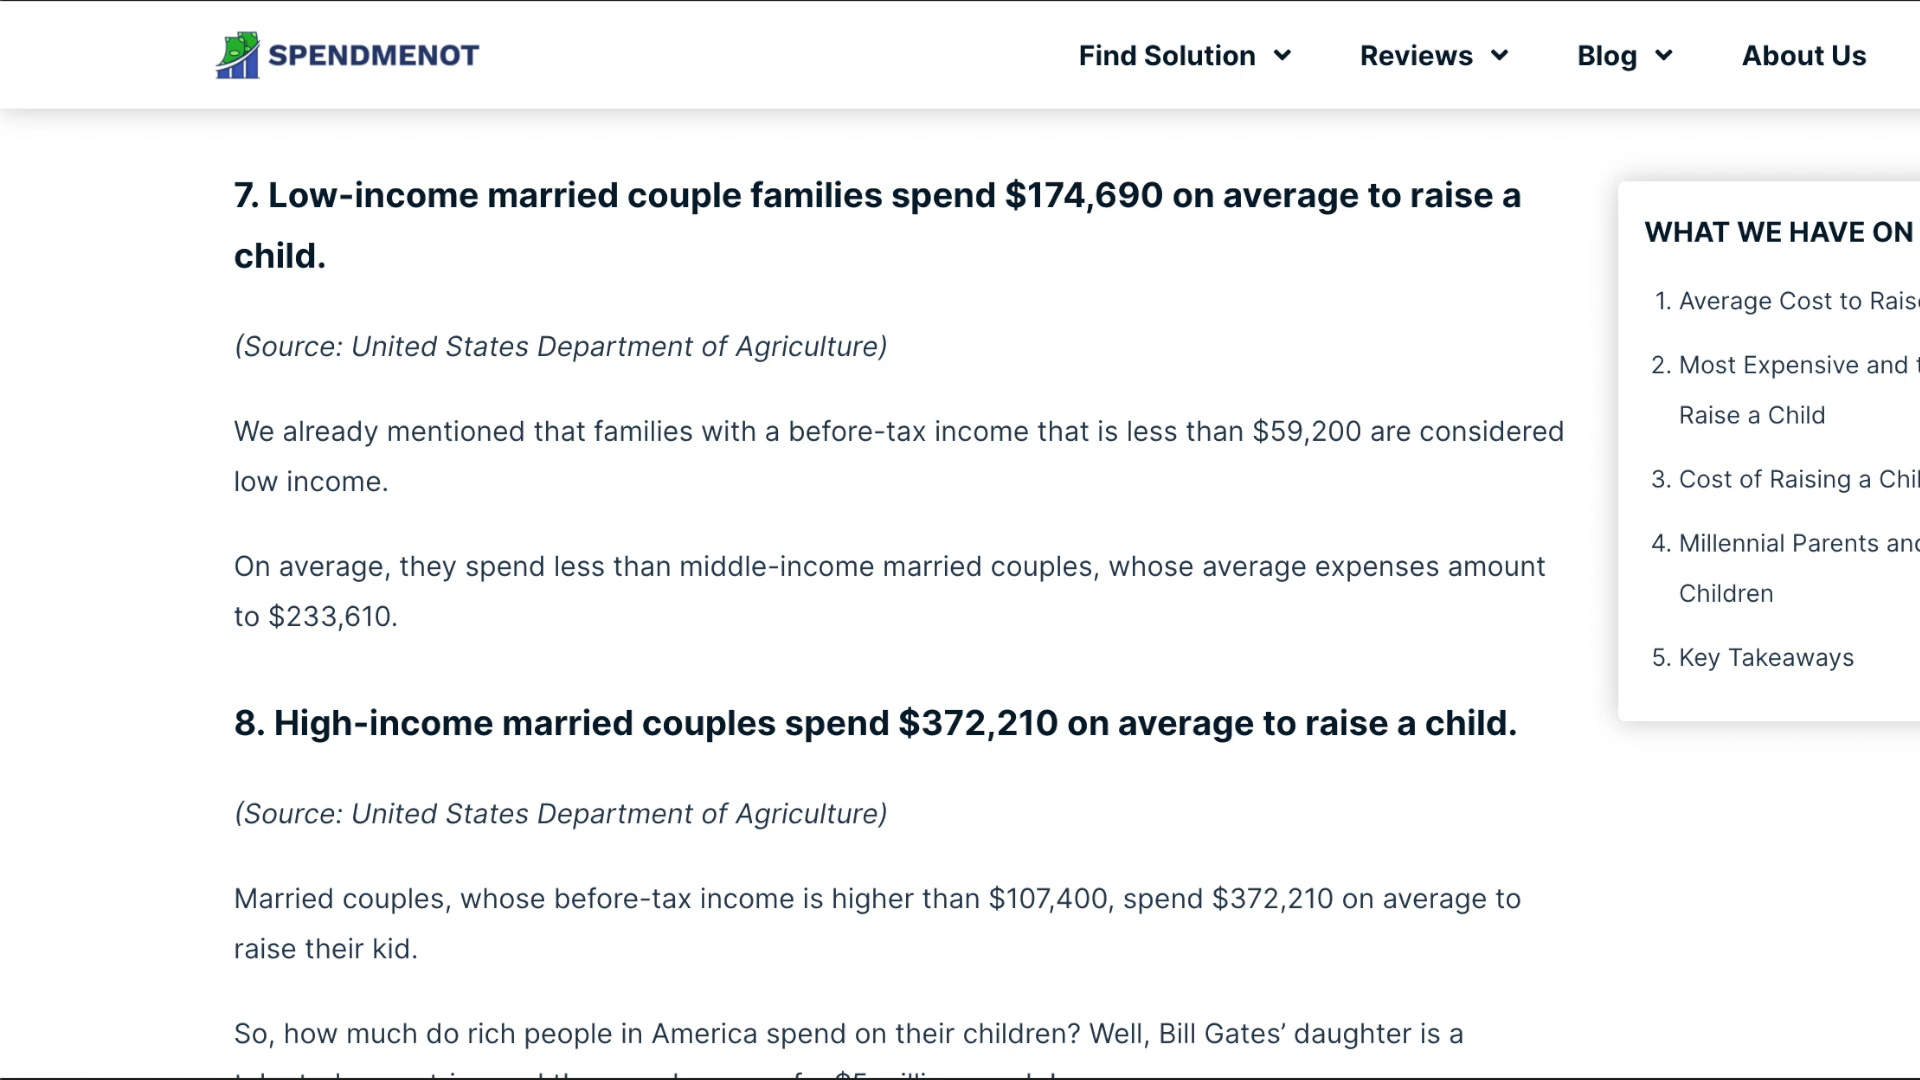 SPENDMENOT
Find Solution
Reviews
Blog
About Us
7. Low-income married couple families spend $174,690 on average to raise a
child.
(Source: United States Department of Agriculture)
We already mentioned that families with a before-tax income that is less than $59,200 are considered
low income.
On average, they spend less than middle-income married couples, whose average expenses amount
to $233,610.
8. High-income married couples spend $372,210 on average to raise a child.
(Source: United States Department of Agriculture)
Married couples, whose before-tax income is higher than $107,400, spend $372,210 on average to
raise their kid.
So, how much do rich people in America spend on their children? Well, Bill Gates’ daughter is a
WHAT WE HAVE ON
1. Average Cost to
2. Most Expensive and
Raise a Child
3. Cost of Raising a
4. Millennial Parents
Children
5. Key Takeaways